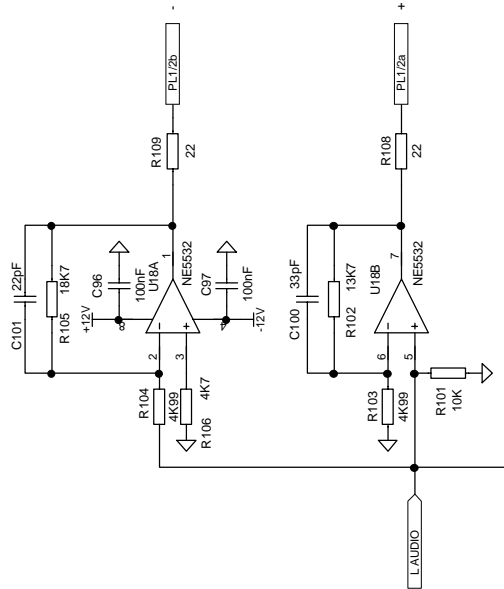 -
PL1/2b
R109
22
C101
22pF
R105
18K7
+12V
C96
100nF
8
U18A
1
NE5532
C97
100nF
4
-12V
2
-
3
+
R104
4K99
4K7
R106
+
PL1/2a
R108
22
C100
33pF
R102
13K7
U18B
7
NE5532
6
-
5
+
R103
4K99
R101
10K
L AUDIO